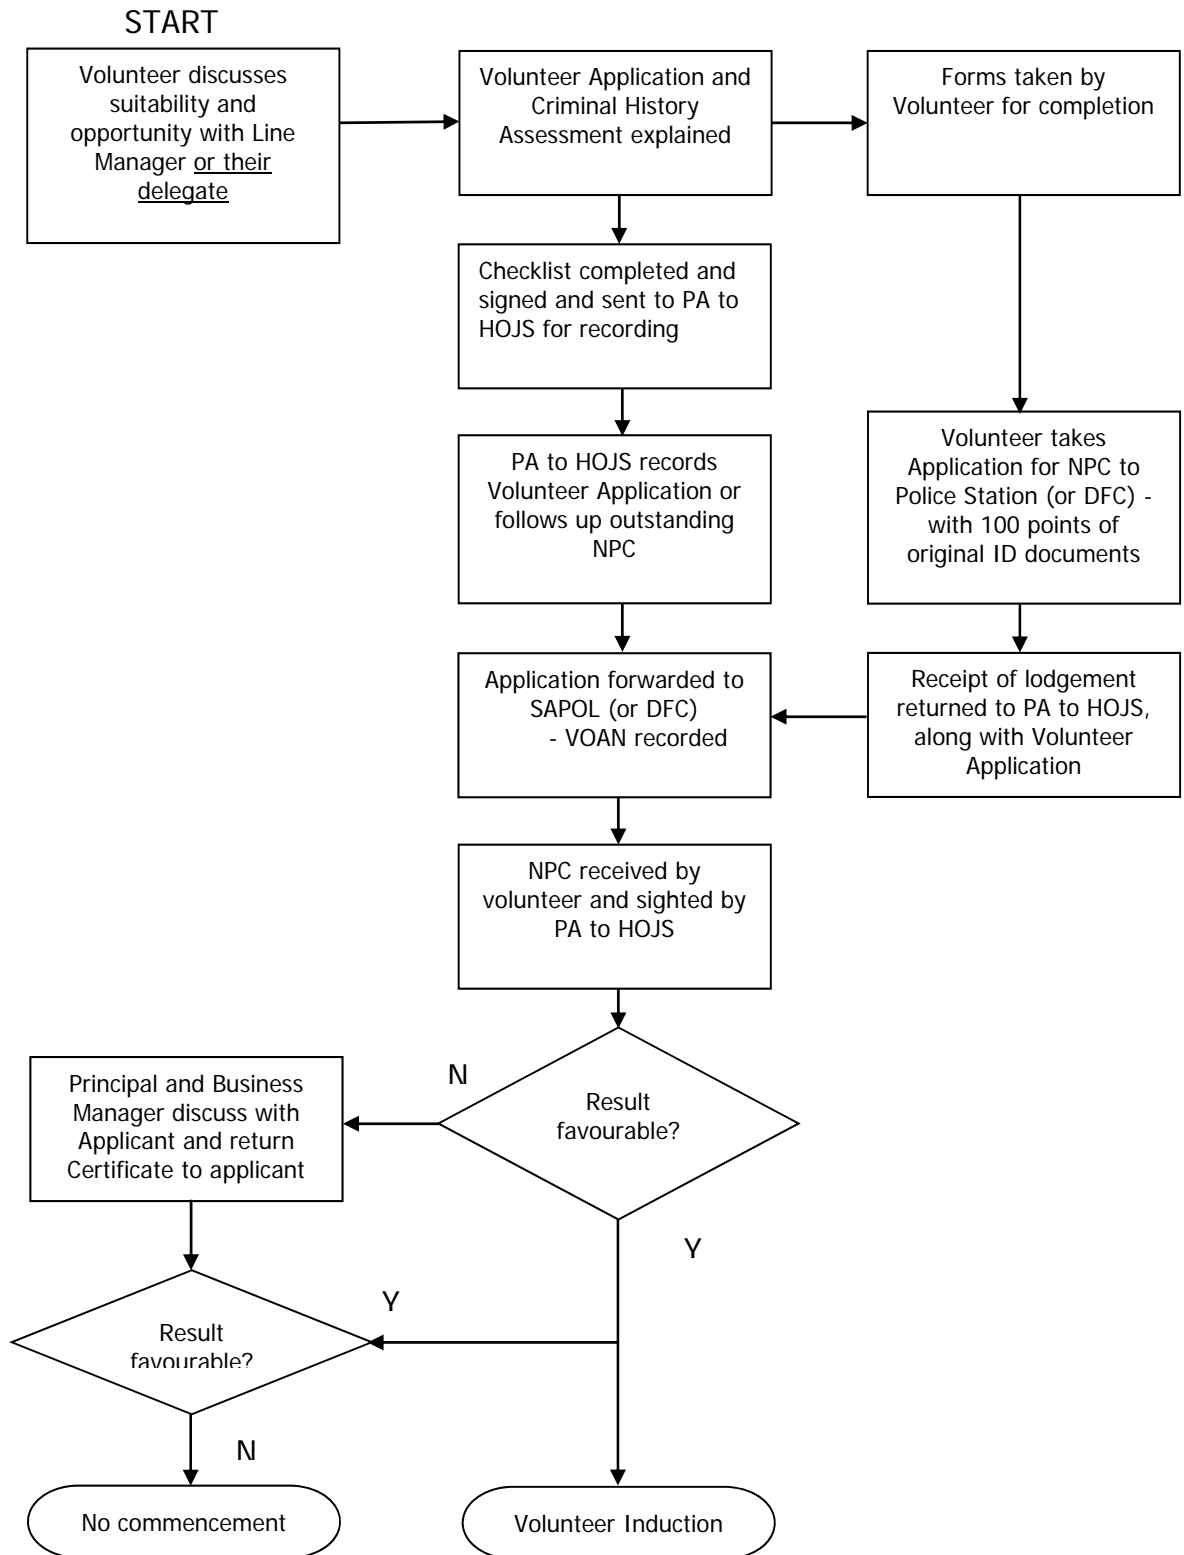 START
Volunteer discusses
suitability and
opportunity with Line
Manager or their
delegate
Volunteer Application and
Criminal History
Assessment explained
Forms taken by
Volunteer for completion
Checklist completed and
signed and sent to PA to
HOJS for recording
PA to HOJS records
Volunteer Application or
follows up outstanding
NPC
Volunteer takes
Application for NPC to
Police Station (or DFC) -
with 100 points of
original ID documents
Application forwarded to
SAPOL (or DFC)
- VOAN recorded
Receipt of lodgement
returned to PA to HOJS,
along with Volunteer
Application
NPC received by
volunteer and sighted by
PA to HOJS
Result
favourable?
N
Principal and Business
Manager discuss with
Applicant and return
Certificate to applicant
Y
Y
Result
favourable?
N
No commencement
Volunteer Induction